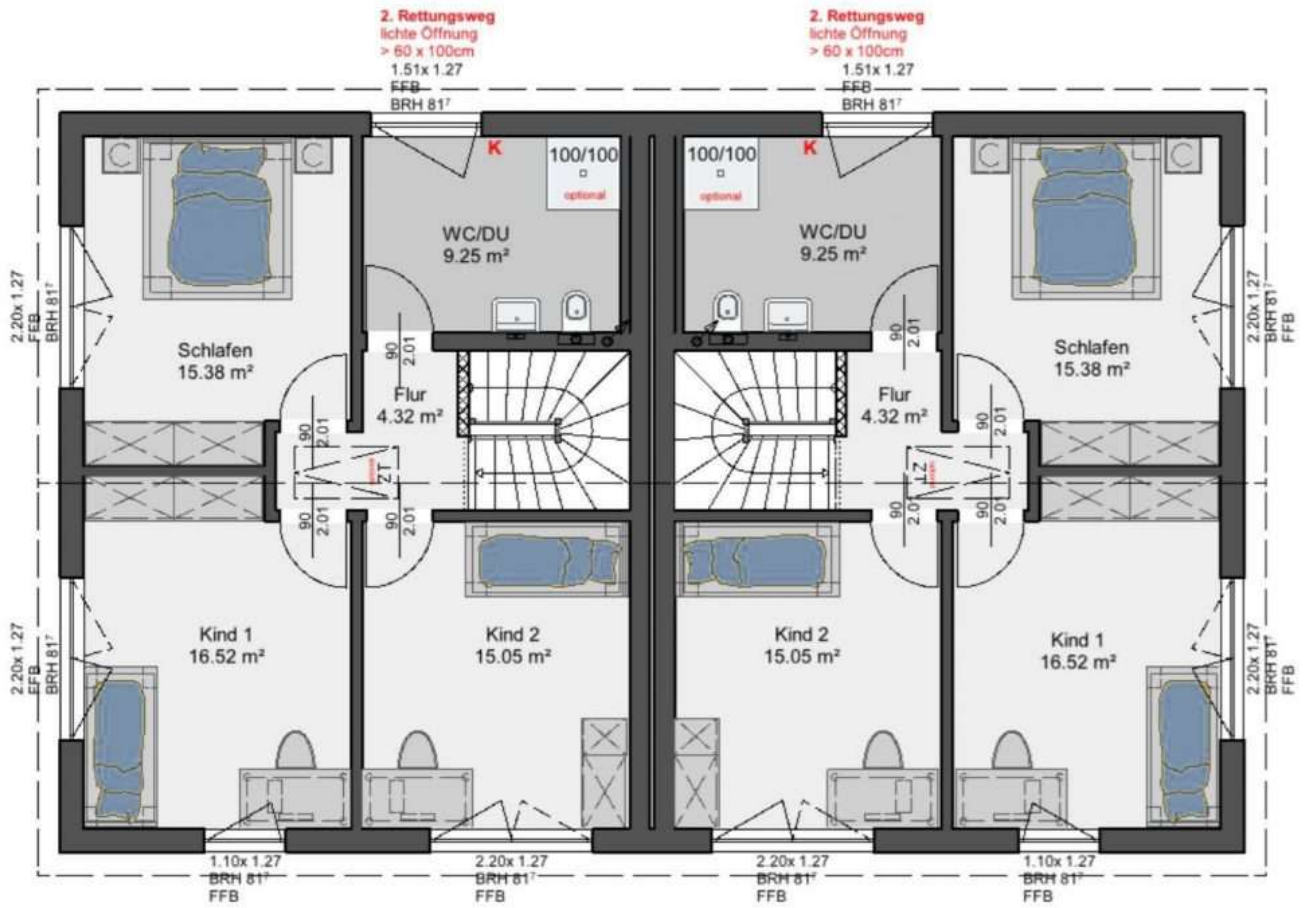 2. Rettungsweg
lichte Öffnung
> 60 x 100cm
1.51x 1.27
FFB
BRH 81⁷
2. Rettungsweg
lichte Öffnung
> 60 x 100cm
1.51x 1.27
FFB
BRH 81⁷
K
100/100
optional
100/100
optional
K
WC/DU
9.25 m²
WC/DU
9.25 m²
2.20x 1.27
FFB
BRH 81⁷
Schlafen
15.38 m²
90
2.01
Flur
4.32 m²
90
2.01
Flur
4.32 m²
Schlafen
15.38 m²
2.20x 1.27
BRH 81⁷
FFB
90
2.01
optional
ZT
optional
ZT
90
2.01
90
2.01
90
2.01
90
2.01
90
2.01
Kind 1
16.52 m²
Kind 2
15.05 m²
Kind 2
15.05 m²
Kind 1
16.52 m²
2.20x 1.27
FFB
BRH 81⁷
2.20x 1.27
BRH 81⁷
FFB
1.10x 1.27
BRH 81⁷
FFB
2.20x 1.27
BRH 81⁷
FFB
2.20x 1.27
BRH 81⁷
FFB
1.10x 1.27
BRH 81⁷
FFB